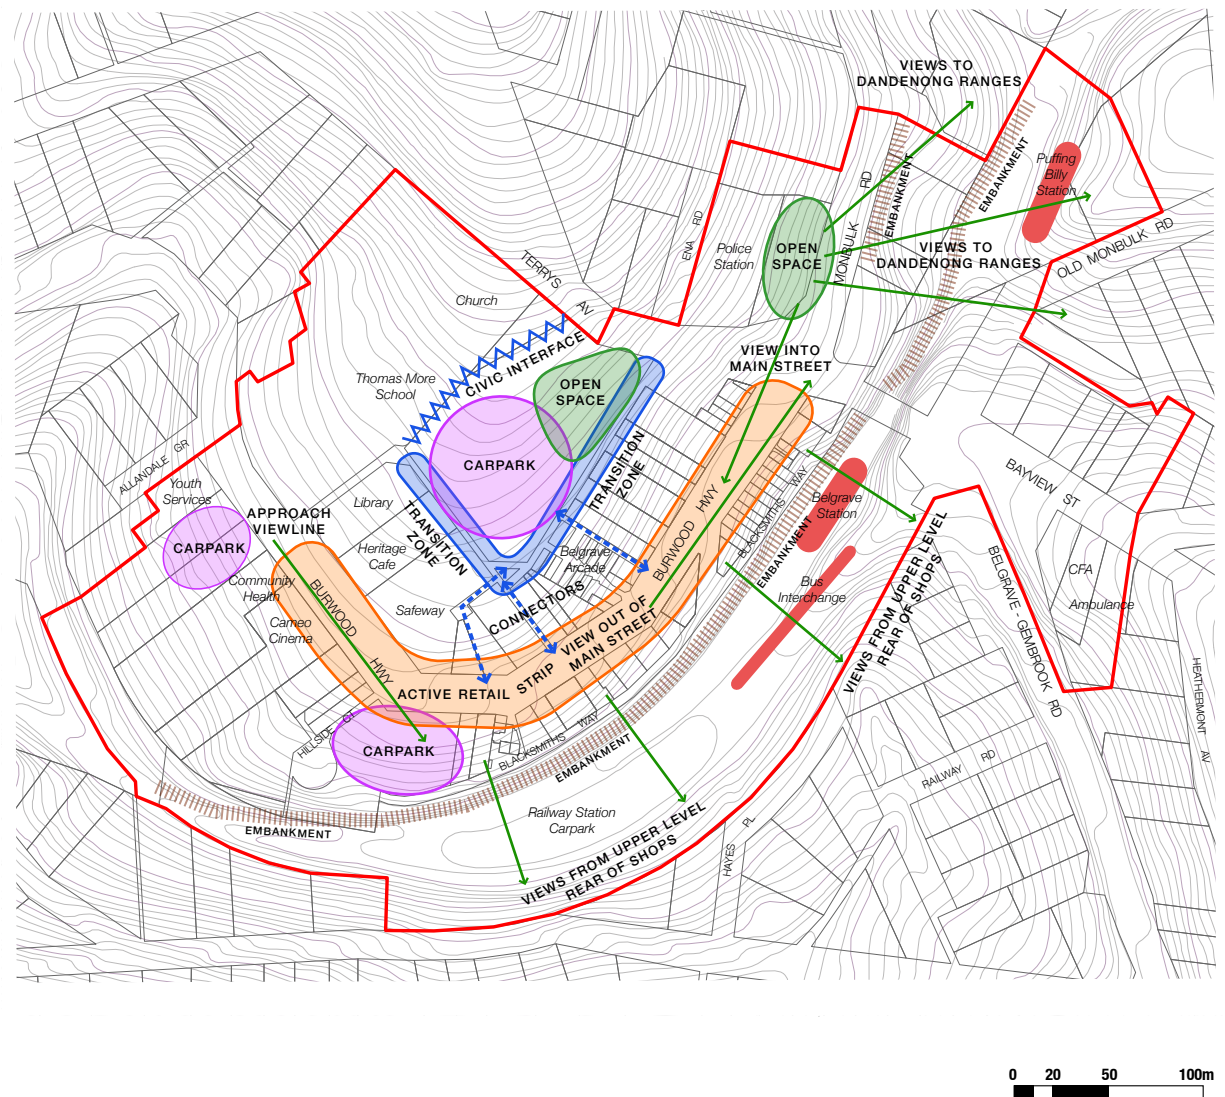 VIEWS TO
DANDENONG RANGES
EMBANKMENT
EMBANKMENT
Puffing
Billy
Station
RD
MONBULK
ENA RD
Police
Station
OPEN
SPACE
VIEWS TO
DANDENONG RANGES
OLD MONBULK RD
TERRYS AV
Church
CIVIC INTERFACE
VIEW INTO
MAIN STREET
Thomas More
School
OPEN
SPACE
CARPARK
TRANSITION
ZONE
ALLANDALE GR
Youth
Services
Library
APPROACH
VIEWLINE
TRANSITION
ZONE
CARPARK
Heritage
Cafe
Belgrave
Arcade
BURWOOD HWY
BLACKSMITHS WAY
Belgrave
Station
EMBANKMENT
BAYVIEW ST
Community
Health
BURWOOD
HWY
Cameo
Cinema
Safeway
CONNECTORS
Bus
Interchange
VIEWS FROM UPPER LEVEL
REAR OF SHOPS
BELGRAVE - GEMBROOK RD
CFA
Ambulance
VIEW OUT OF
MAIN STREET
ACTIVE RETAIL STRIP
HILLSIDE CT
CARPARK
BLACKSMITHS WAY
EMBANKMENT
HEATHERMONT AV
RAILWAY RD
Railway Station
Carpark
EMBANKMENT
VIEWS FROM UPPER LEVEL
REAR OF SHOPS
HAYES PL
0 20 50 100m